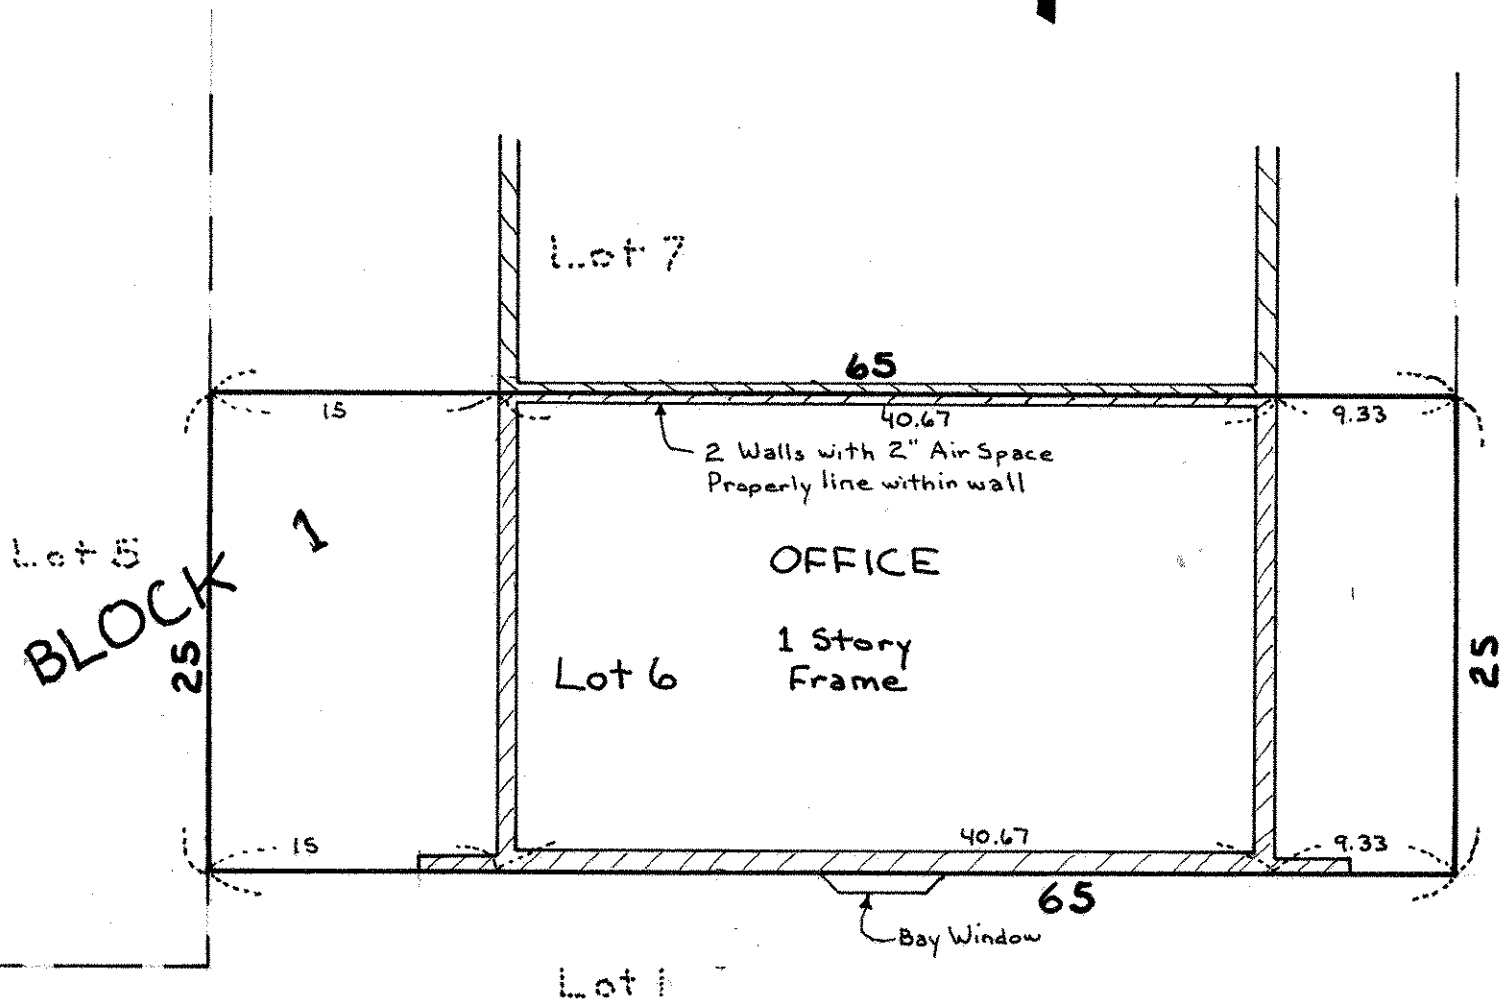 Lot 7
65
15
40.67
9.33
2 Walls with 2" Air Space
Properly line within wall
1
Lot 5
BLOCK
OFFICE
25
1 Story
Frame
Lot 6
25
15
40.67
9.33
65
Bay Window
Lot 1